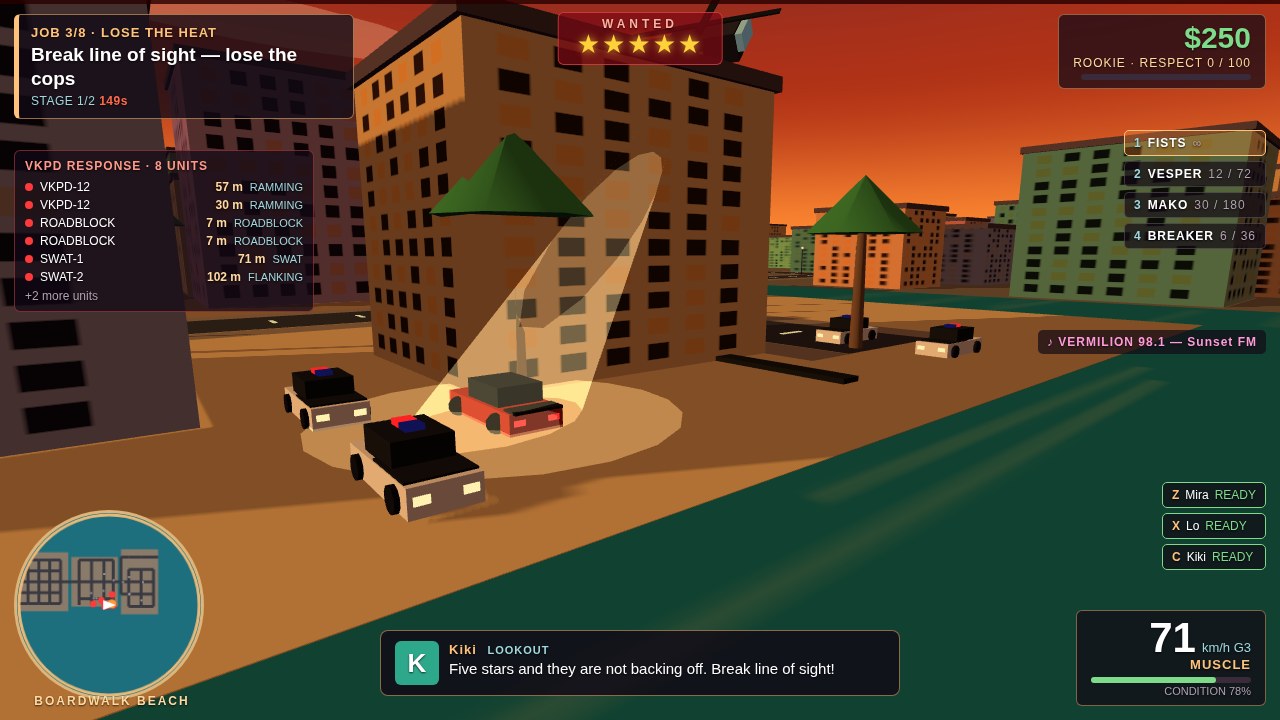 JOB 3/8 · LOSE THE HEAT
Break line of sight — lose the
cops
STAGE 1/2 149s
WANTED
$250
ROOKIE · RESPECT 0 / 100
VKPD RESPONSE · 8 UNITS
VKPD-12 57 m RAMMING
VKPD-12 30 m RAMMING
ROADBLOCK 7 m ROADBLOCK
ROADBLOCK 7 m ROADBLOCK
SWAT-1 71 m SWAT
SWAT-2 102 m FLANKING
+2 more units
1 FISTS ∞
2 VESPER 12 / 72
3 MAKO 30 / 180
4 BREAKER 6 / 36
♪ VERMILION 98.1 — Sunset FM
Z Mira READY
X Lo READY
C Kiki READY
K
Kiki LOOKOUT
Five stars and they are not backing off. Break line of sight!
71 km/h G3
MUSCLE
CONDITION 78%
BOARDWALK BEACH